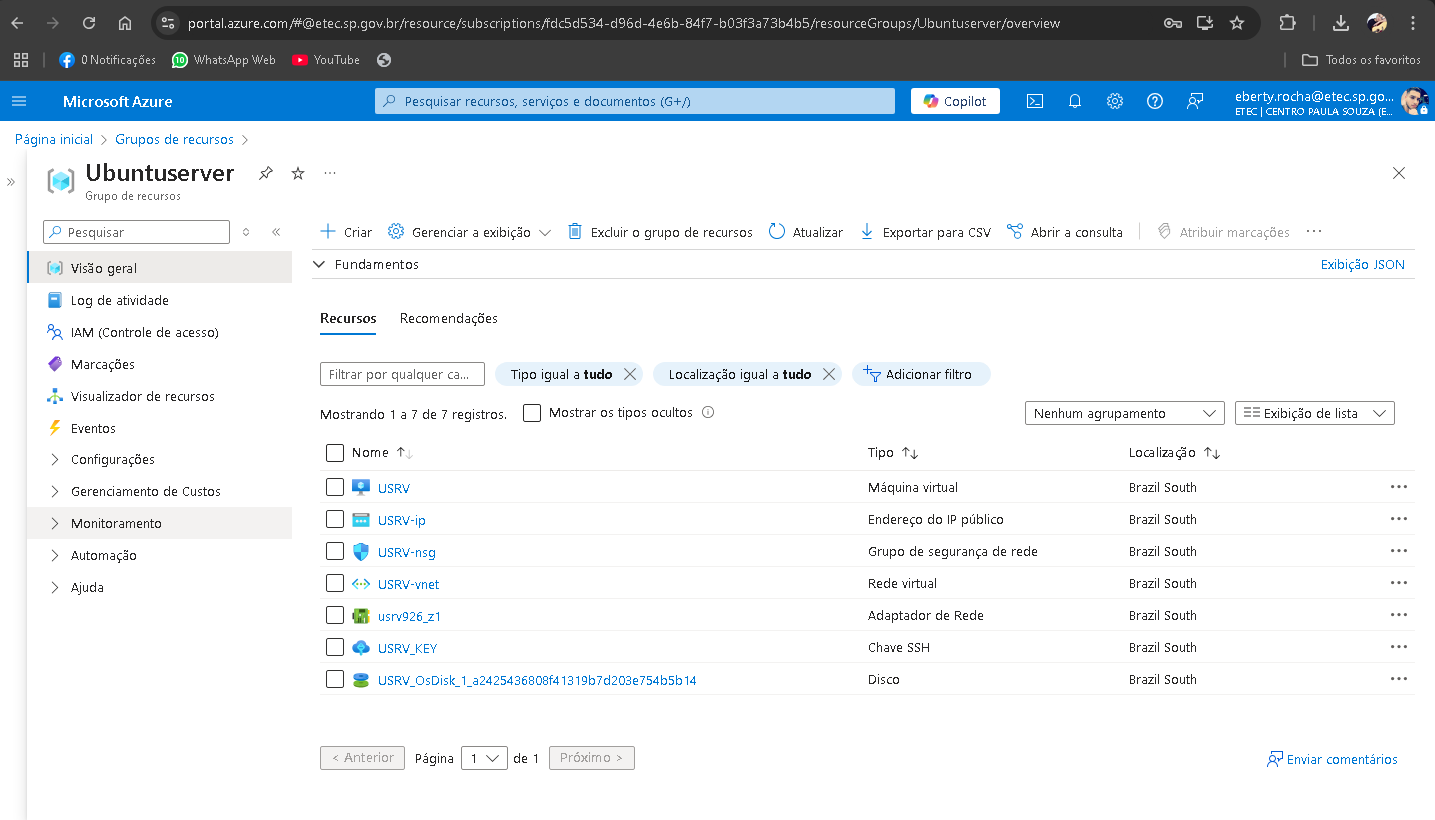 portal.azure.com/#@etec.sp.gov.br/resource/subscriptions/fdc5d534-d96d-4e6b-84f7-b03f3a73b4b5/resourceGroups/Ubuntuserver/overview
0 Notificações 10 WhatsApp Web YouTube Todos os favoritos
Microsoft Azure Pesquisar recursos, serviços e documentos (G+/) Copilot eberty.rocha@etec.sp.go...
ETEC | CENTRO PAULA SOUZA (E...
Página inicial > Grupos de recursos >
Ubuntuserver
Grupo de recursos
Pesquisar
Criar Gerenciar a exibição Excluir o grupo de recursos Atualizar Exportar para CSV Abrir a consulta Atribuir marcações
Visão geral
Log de atividade
IAM (Controle de acesso)
Marcações
Visualizador de recursos
Eventos
Configurações
Gerenciamento de Custos
Monitoramento
Automação
Ajuda
Fundamentos Exibição JSON
Recursos Recomendações
Filtrar por qualquer ca... Tipo igual a tudo Localização igual a tudo Adicionar filtro
Mostrando 1 a 7 de 7 registros. Mostrar os tipos ocultos Nenhum agrupamento Exibição de lista
Nome Tipo Localização
USRV Máquina virtual Brazil South
USRV-ip Endereço do IP público Brazil South
USRV-nsg Grupo de segurança de rede Brazil South
USRV-vnet Rede virtual Brazil South
usrv926_z1 Adaptador de Rede Brazil South
USRV_KEY Chave SSH Brazil South
USRV_OsDisk_1_a2425436808f41319b7d203e754b5b14 Disco Brazil South
< Anterior Página 1 de 1 Próximo >
Enviar comentários